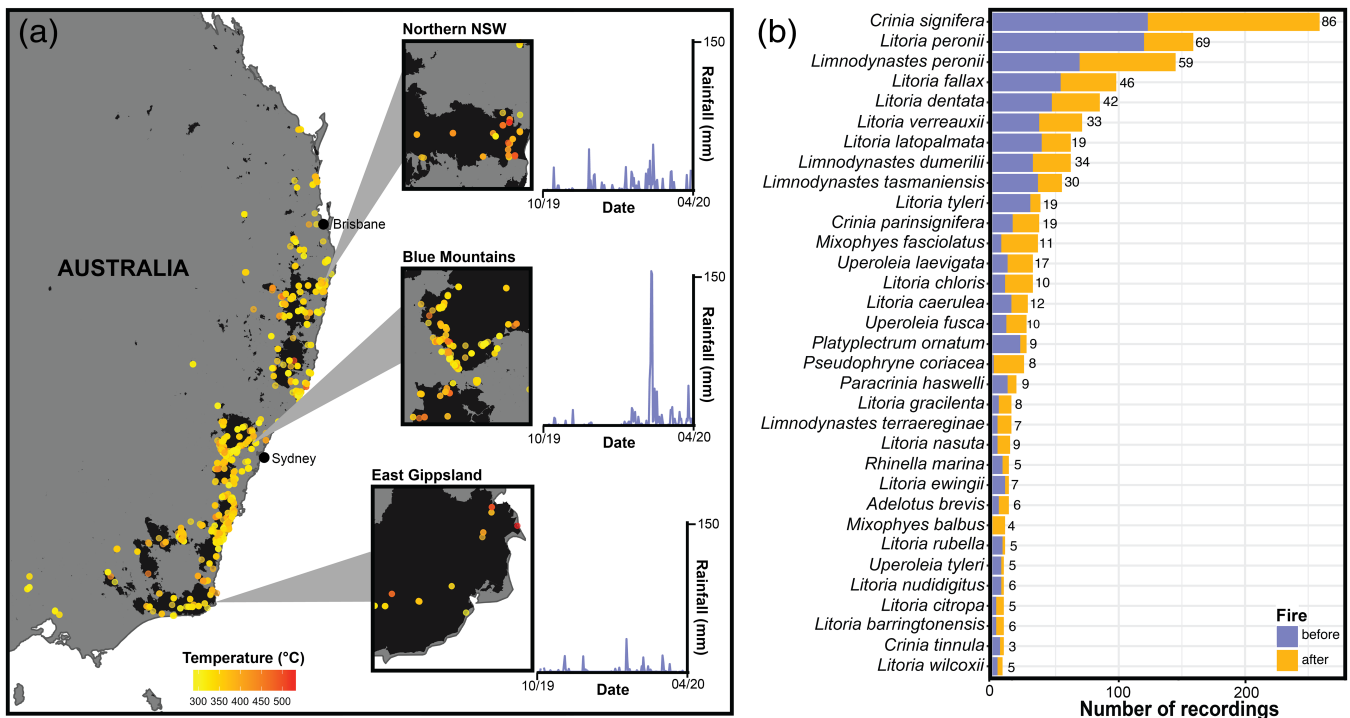 (a)
Northern NSW
150
Rainfall (mm)
10/19
04/20
Date
Brisbane
AUSTRALIA
Blue Mountains
150
Rainfall (mm)
10/19
04/20
Date
Sydney
East Gippsland
150
Rainfall (mm)
10/19
04/20
Date
Temperature (°C)
300 350 400 450 500
(b)
Crinia signifera 86
Litoria peronii 69
Limnodynastes peronii 59
Litoria fallax 46
Litoria dentata 42
Litoria verreauxii 33
Litoria latopalmata 19
Limnodynastes dumerilii 34
Limnodynastes tasmaniensis 30
Litoria tyleri 19
Crinia parinsignifera 19
Mixophyes fasciolatus 11
Uperoleia laevigata 17
Litoria chloris 10
Litoria caerulea 12
Uperoleia fusca 10
Platyplectrum ornatum 9
Pseudophryne coriacea 8
Paracrinia haswelli 9
Litoria gracilenta 8
Limnodynastes terraereginae 7
Litoria nasuta 9
Rhinella marina 5
Litoria ewingii 7
Adelotus brevis 6
Mixophyes balbus 4
Litoria rubella 5
Uperoleia tyleri 5
Litoria nudidigitus 6
Litoria citropa 5
Litoria barringtonensis 6
Crinia tinnula 3
Litoria wilcoxii 5
Fire
before
after
0 100 200
Number of recordings